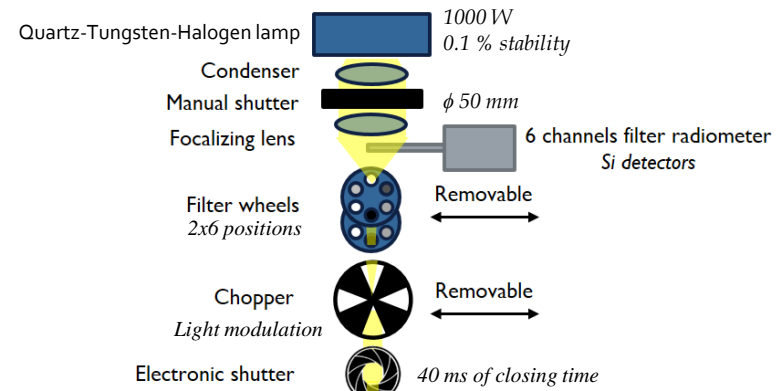 Quartz-Tungsten-Halogen lamp
1000 W
0.1 % stability
Condenser
Manual shutter
ϕ 50 mm
Focalizing lens
6 channels filter radiometer
Si detectors
Filter wheels
2x6 positions
Removable
Chopper
Light modulation
Removable
Electronic shutter
40 ms of closing time